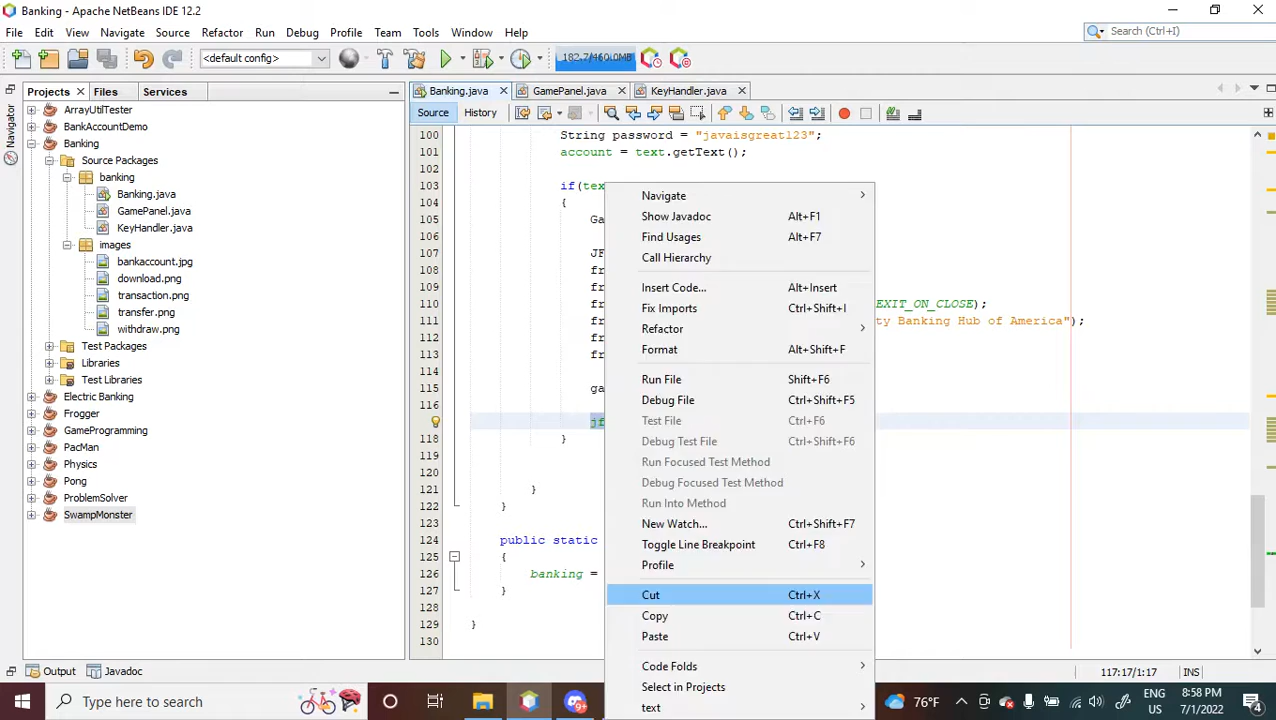 Banking - Apache NetBeans IDE 12.2
File Edit View Navigate Source Refactor Run Debug Profile Team Tools Window Help
Search (Ctrl+I)
<default config>
182.7/460.0MB
Projects Files Services
Banking.java GamePanel.java KeyHandler.java
Source History
Navigator
ArrayUtilTester
BankAccountDemo
Banking
Source Packages
banking
Banking.java
GamePanel.java
KeyHandler.java
images
bankaccount.jpg
download.png
transaction.png
transfer.png
withdraw.png
Test Packages
Libraries
Test Libraries
Electric Banking
Frogger
GameProgramming
PacMan
Physics
Pong
ProblemSolver
SwampMonster
100 String password = "javaisgreat123";
101 account = text.getText();
102
103 if(tex
104 {
105 Ga
106
107 JF
108 fr
109 fr
110 fr EXIT_ON_CLOSE);
111 fr ty Banking Hub of America");
112 fr
113 fr
114
115 ga
116
jf
118 }
119
120
121 }
122 }
123
124 public static
125 {
126 banking =
127 }
128
129 }
130
Navigate
Show Javadoc Alt+F1
Find Usages Alt+F7
Call Hierarchy
Insert Code... Alt+Insert
Fix Imports Ctrl+Shift+I
Refactor
Format Alt+Shift+F
Run File Shift+F6
Debug File Ctrl+Shift+F5
Test File Ctrl+F6
Debug Test File Ctrl+Shift+F6
Run Focused Test Method
Debug Focused Test Method
Run Into Method
New Watch... Ctrl+Shift+F7
Toggle Line Breakpoint Ctrl+F8
Profile
Cut Ctrl+X
Copy Ctrl+C
Paste Ctrl+V
Code Folds
Select in Projects
text
Output Javadoc
117:17/1:17 INS
Type here to search
9+
76°F
ENG
US
8:58 PM
7/1/2022
4